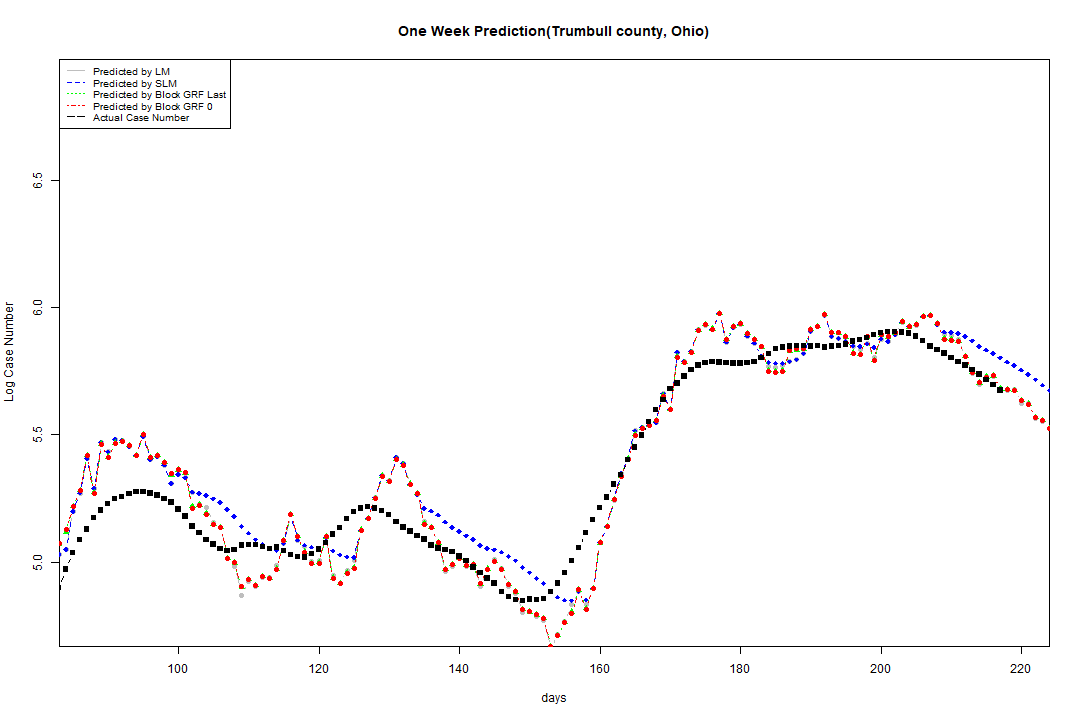 One Week Prediction(Trumbull county, Ohio)
Predicted by LM
Predicted by SLM
Predicted by Block GRF Last
Predicted by Block GRF 0
Actual Case Number
6.5
6.0
5.5
5.0
Log Case Number
100 120 140 160 180 200 220
days